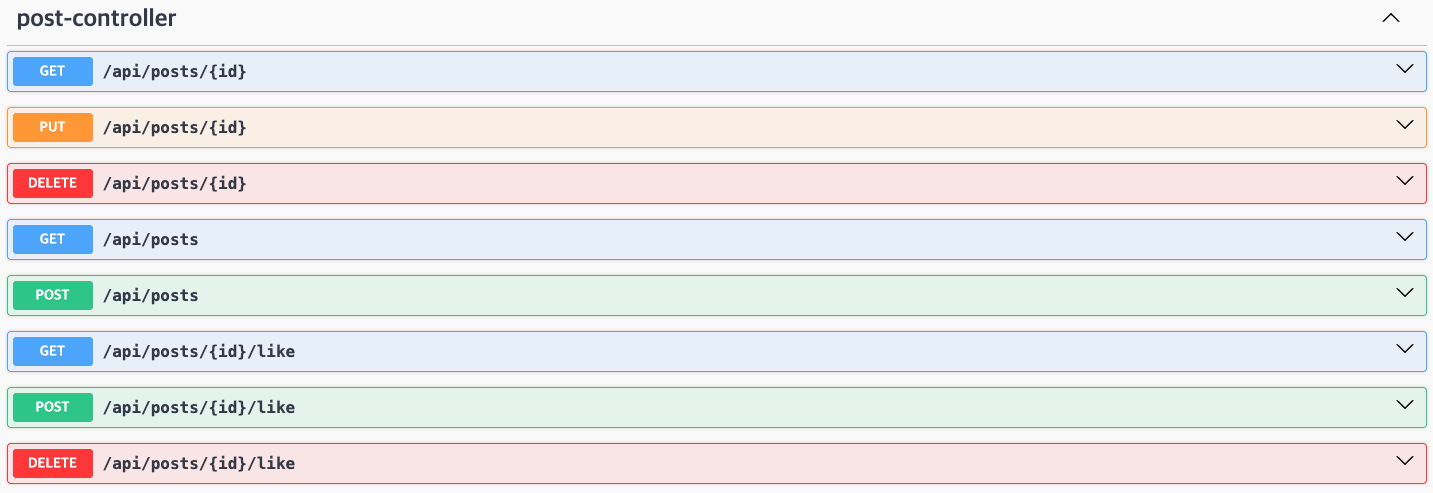 post-controller
GET /api/posts/{id}
PUT /api/posts/{id}
DELETE /api/posts/{id}
GET /api/posts
POST /api/posts
GET /api/posts/{id}/like
POST /api/posts/{id}/like
DELETE /api/posts/{id}/like